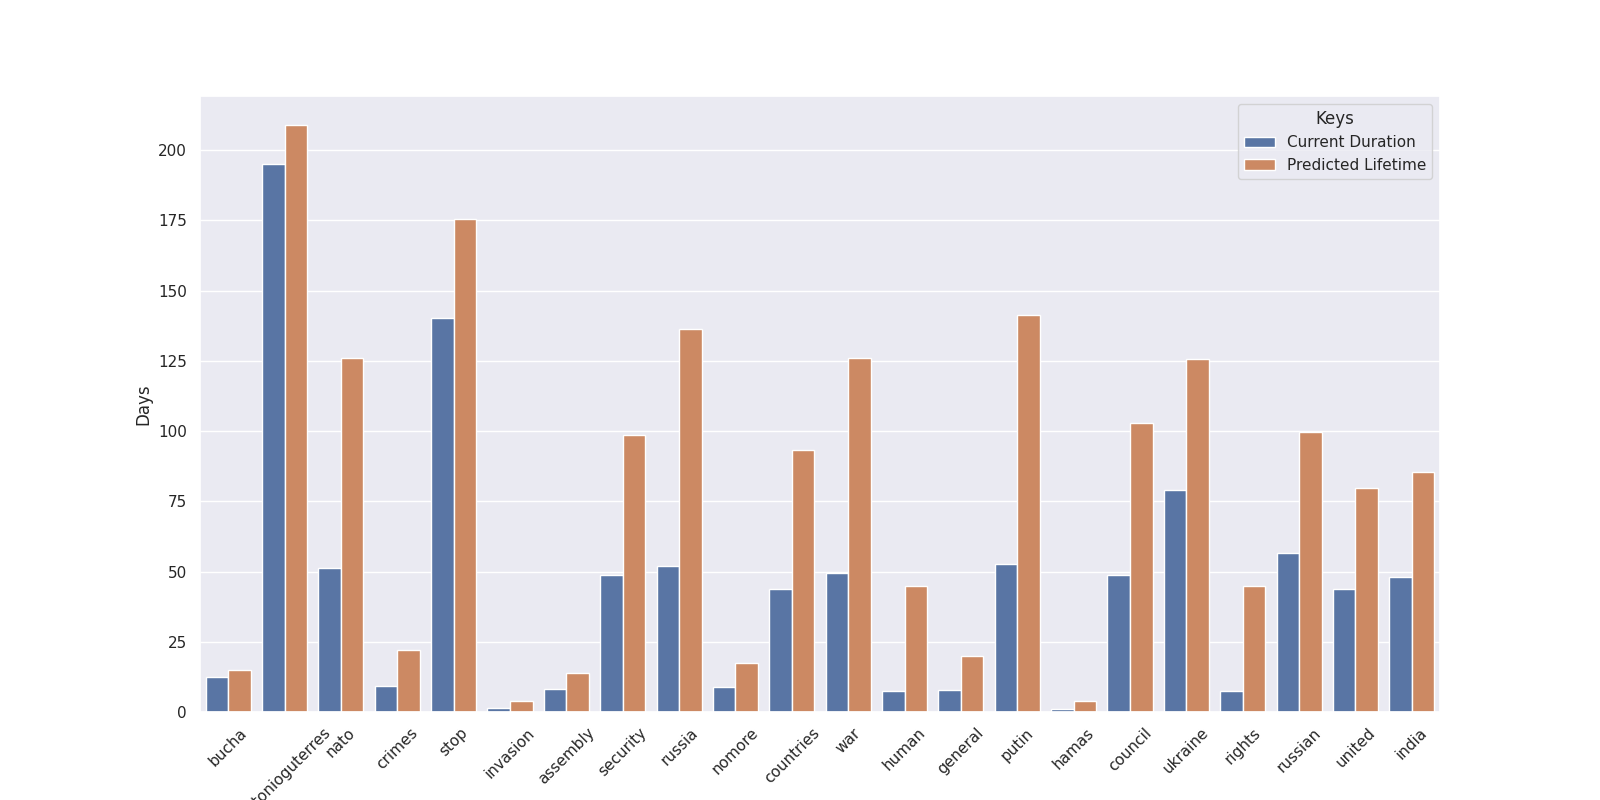 Keys
Current Duration
Predicted Lifetime
Days
200
175
150
125
100
75
50
25
0
bucha
tonioguterres
nato
crimes
stop
invasion
assembly
security
russia
nomore
countries
war
human
general
putin
hamas
council
ukraine
rights
russian
united
india